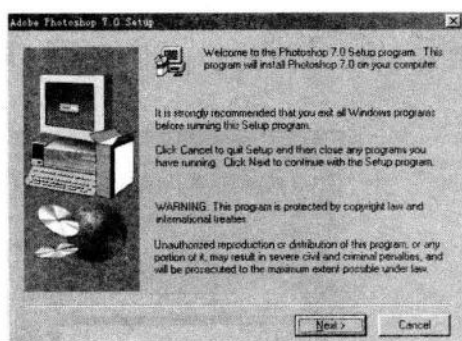 Adobe Photoshop 7.0 Setup
Welcome to the Photoshop 7.0 Setup program. This
program will install Photoshop 7.0 on your computer.
It is strongly recommended that you exit all Windows programs
before running this Setup program.
Click Cancel to quit Setup and then close any programs you
have running. Click Next to continue with the Setup program.
WARNING: This program is protected by copyright law and
international treaties.
Unauthorized reproduction or distribution of this program, or any
portion of it, may result in severe civil and criminal penalties, and
will be prosecuted to the maximum extent possible under law.
Next >
Cancel